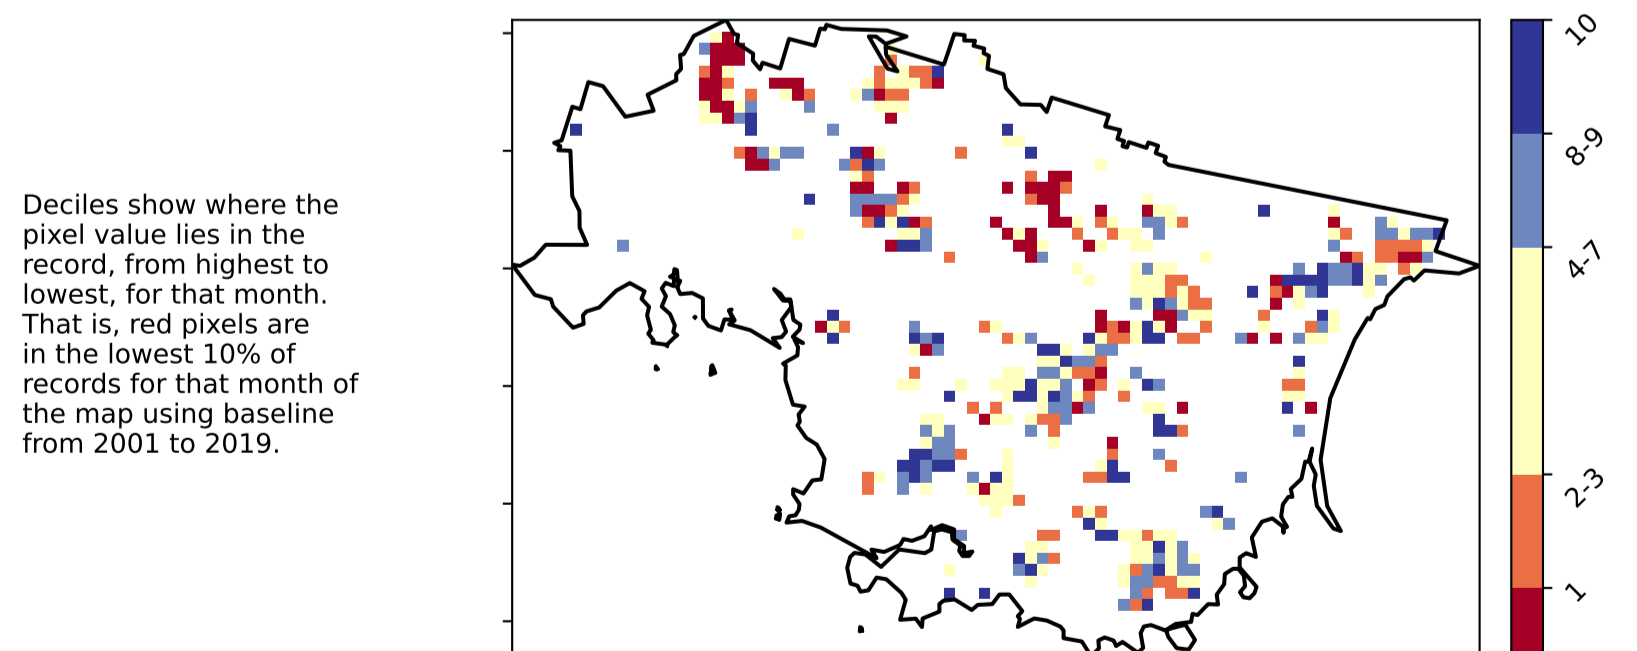 Deciles show where the
pixel value lies in the
record, from highest to
lowest, for that month.
That is, red pixels are
in the lowest 10% of
records for that month of
the map using baseline
from 2001 to 2019.
10
8-9
4-7
2-3
1